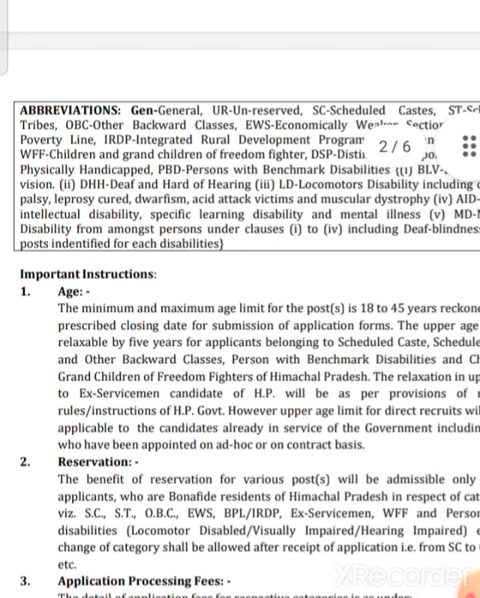 ABBREVIATIONS: Gen-General, UR-Un-reserved, SC-Scheduled Castes,
Tribes, OBC-Other Backward Classes, EWS-Economically
Poverty Line, IRDP-Integrated Rural Development
2/6
WFF-Children and grand children of freedom fighter,
Physically Handicapped, PBD-Persons with Benchmark Disabilities {(i)
vision. (ii) DHH-Deaf and Hard of Hearing (iii) LD-Locomotors Disability including
palsy, leprosy cured, dwarfism, acid attack victims and muscular dystrophy (iv) AID-
intellectual disability, specific learning disability and mental illness (v)
Disability from amongst persons under clauses (i) to (iv) including
posts indentified for each disabilities}
Important Instructions:
1. Age: -
The minimum and maximum age limit for the post(s) is 18 to 45 years
prescribed closing date for submission of application forms. The upper age
relaxable by five years for applicants belonging to Scheduled Caste,
and Other Backward Classes, Person with Benchmark Disabilities and
Grand Children of Freedom Fighters of Himachal Pradesh. The relaxation in
to Ex-Servicemen candidate of H.P. will be as per provisions of
rules/instructions of H.P. Govt. However upper age limit for direct recruits
applicable to the candidates already in service of the Government
who have been appointed on ad-hoc or on contract basis.
2. Reservation: -
The benefit of reservation for various post(s) will be admissible only
applicants, who are Bonafide residents of Himachal Pradesh in respect of
viz. S.C., S.T., O.B.C., EWS, BPL/IRDP, Ex-Servicemen, WFF and
disabilities (Locomotor Disabled/Visually Impaired/Hearing Impaired)
change of category shall be allowed after receipt of application i.e. from SC to
etc.
XRecorder
3. Application Processing Fees: -